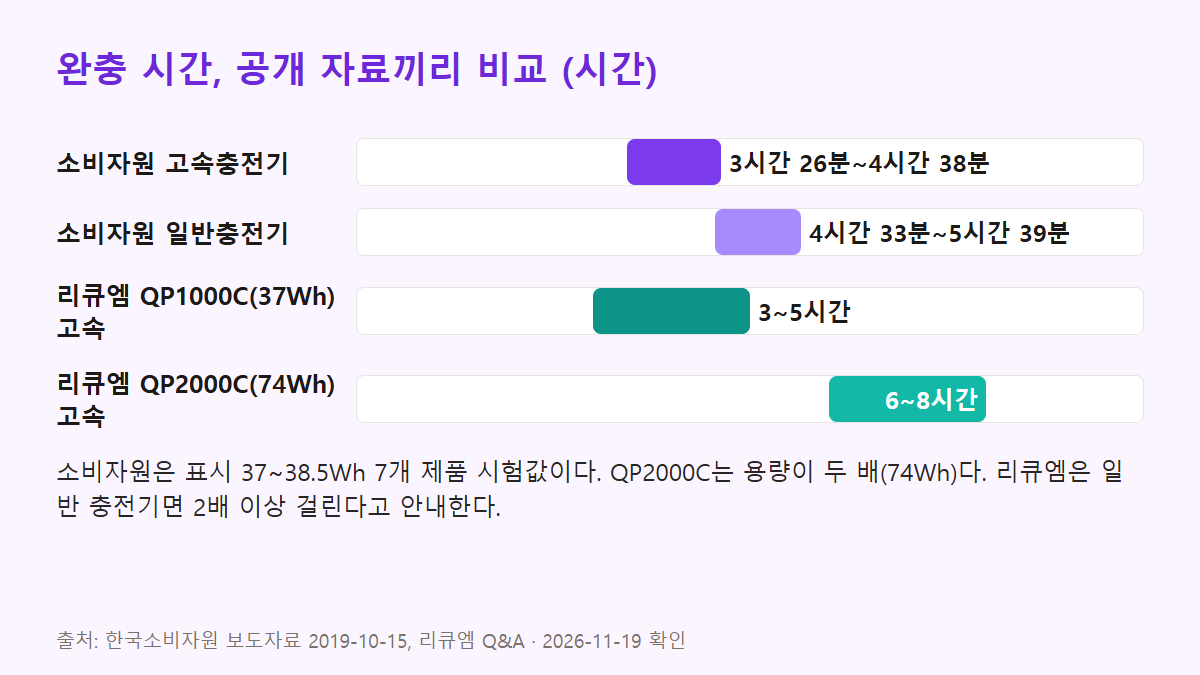 완충 시간, 공개 자료끼리 비교 (시간)
소비자원 고속충전기
3시간 26분~4시간 38분
소비자원 일반충전기
4시간 33분~5시간 39분
리큐엠 QP1000C(37Wh)
고속
3~5시간
리큐엠 QP2000C(74Wh)
고속
6~8시간
소비자원은 표시 37~38.5Wh 7개 제품 시험값이다. QP2000C는 용량이 두 배(74Wh)다. 리큐엠은 일
반 충전기면 2배 이상 걸린다고 안내한다.
출처: 한국소비자원 보도자료 2019-10-15, 리큐엠 Q&A · 2026-11-19 확인